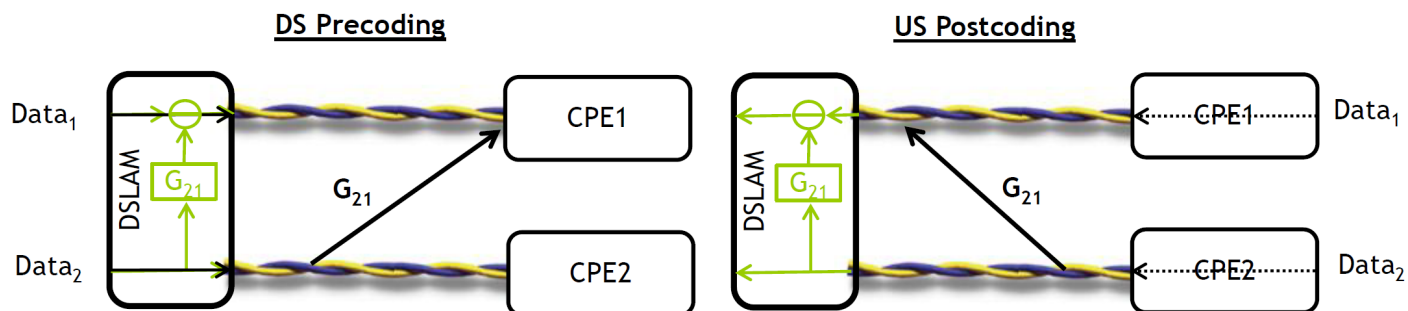 DS Precoding
Data₁
DSLAM
G₂₁
CPE1
G₂₁
Data₂
CPE2
US Postcoding
DSLAM
G₂₁
CPE1
Data₁
G₂₁
CPE2
Data₂